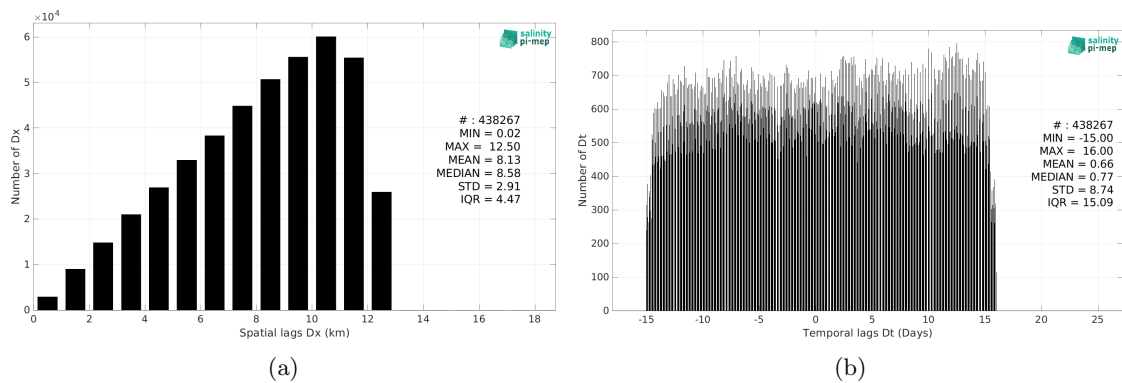 ×10⁴
6
5
4
3
2
1
0
Number of Dx
0 2 4 6 8 10 12 14 16 18
Spatial lags Dx (km)
salinity
pi-mep
# : 438267
MIN = 0.02
MAX = 12.50
MEAN = 8.13
MEDIAN = 8.58
STD = 2.91
IQR = 4.47
(a)
800
700
600
500
400
300
200
100
0
Number of Dt
-15 -10 -5 0 5 10 15 20 25
Temporal lags Dt (Days)
salinity
pi-mep
# : 438267
MIN = -15.00
MAX = 16.00
MEAN = 0.66
MEDIAN = 0.77
STD = 8.74
IQR = 15.09
(b)